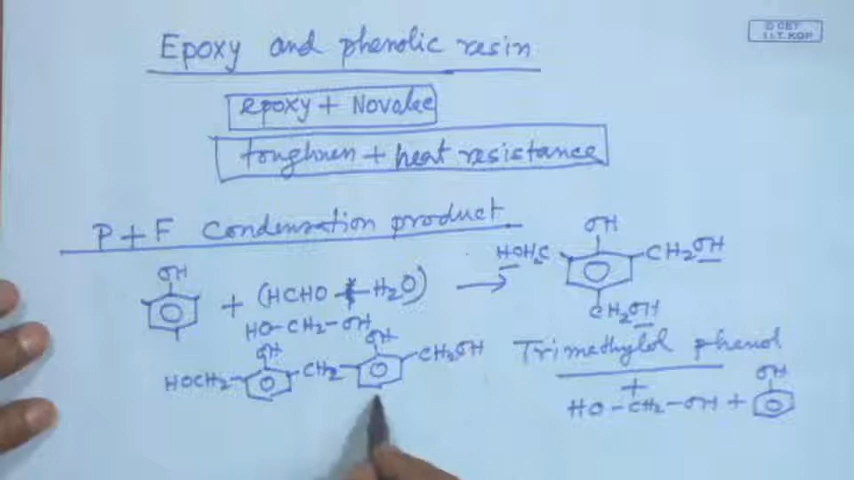 © CET
I.I.T. KGP
Epoxy and phenolic resin
epoxy + Novolac
toughnen + heat resistance
P + F Condensation product
OH
HOH₂C CH₂OH
CH₂OH
OH
+ (HCHO + H₂O) →
HO-CH₂-OH
Trimethylol phenol
OH OH
HOCH₂ CH₂ CH₂OH
+
OH
HO-CH₂-OH +